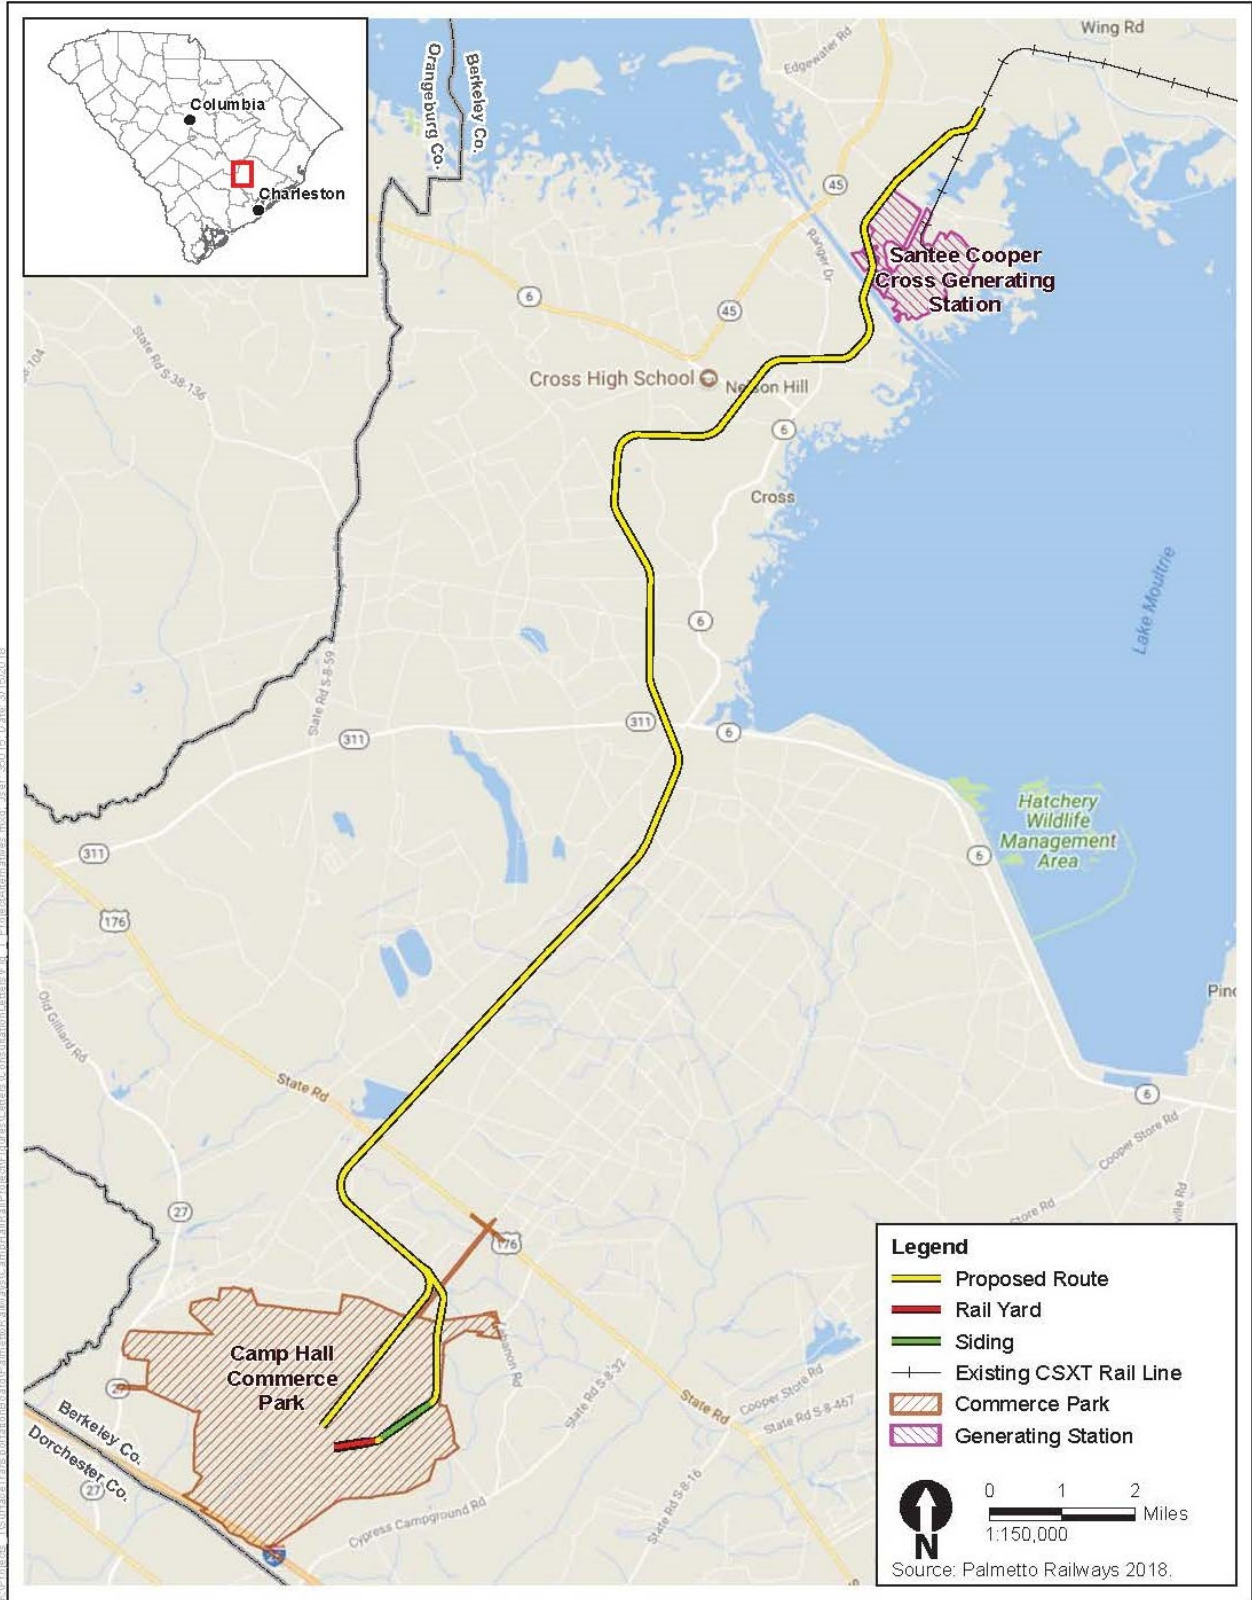 Columbia
Charleston
Orangeburg Co.
Berkeley Co.
Edgewater Rd
Wing Rd
45
Ranger Dr
Santee Cooper
Cross Generating
Station
6
45
State Rd S-38-136
Cross High School
Nelson Hill
6
Cross
Lake Moultrie
6
State Rd S-8-59
311
311
6
Hatchery
Wildlife
Management
Area
311
6
176
Old Gilliard Rd
State Rd
6
Cooper Store Rd
27
176
Camp Hall
Commerce
Park
Lebanon Rd
27
Berkeley Co.
Dorchester Co.
27
State Rd S-8-32
State Rd
Cooper Store Rd
State Rd S-8-467
State Rd S-8-16
Cypress Campground Rd
Legend
Proposed Route
Rail Yard
Siding
Existing CSXT Rail Line
Commerce Park
Generating Station
N
0 1 2
Miles
1:150,000
Source: Palmetto Railways 2018.